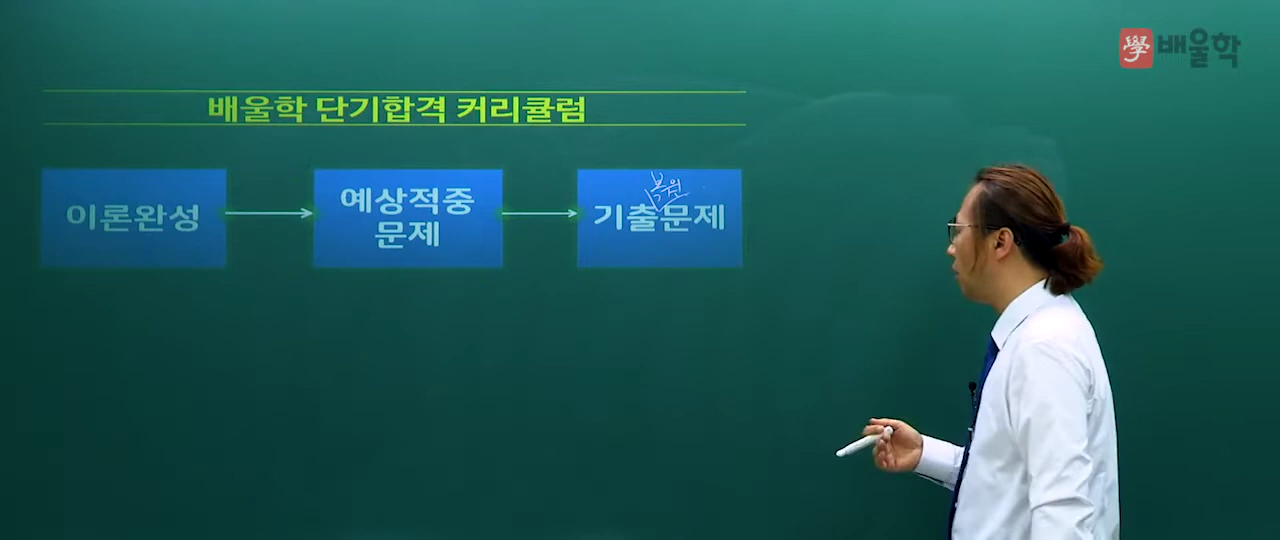 學 배울학
배울학 단기합격 커리큘럼
이론완성
예상적중
문제
복원
기출문제